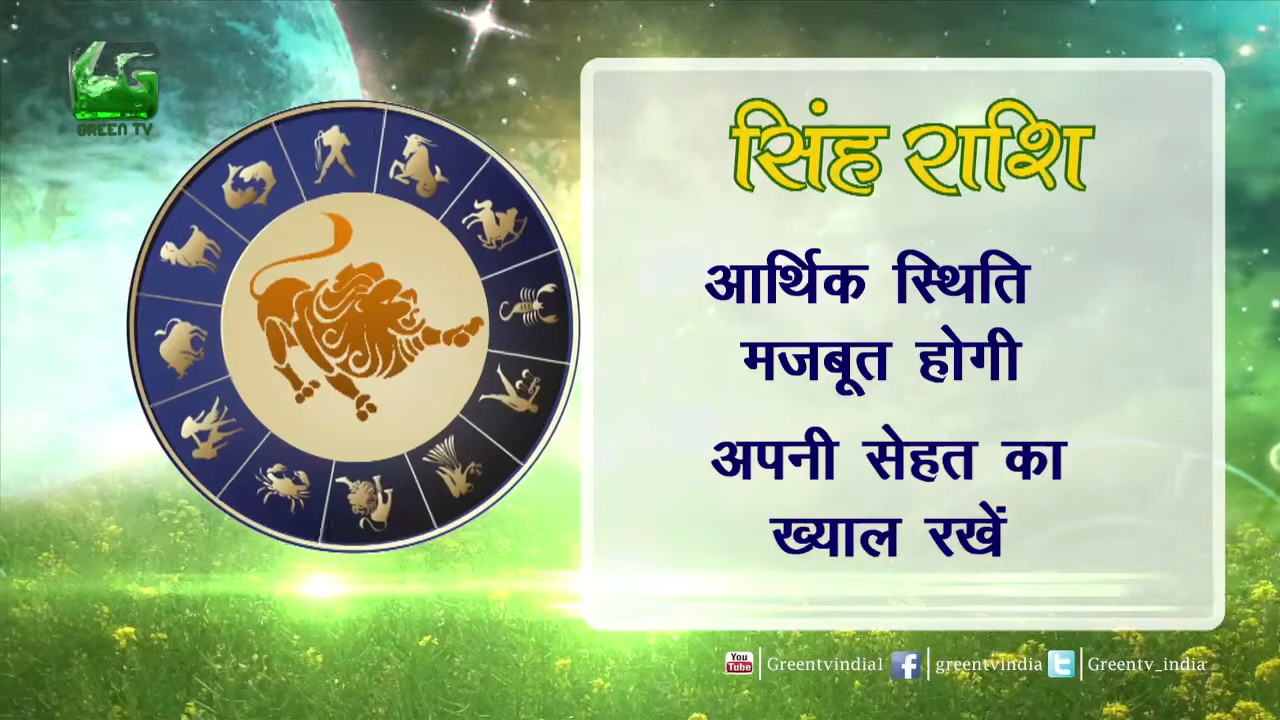 GREEN TV
सिंह राशि
आर्थिक स्थिति
मजबूत होगी
अपनी सेहत का
ख्याल रखें
You Tube Greentvindia1 f greentvindia t Greentv_india